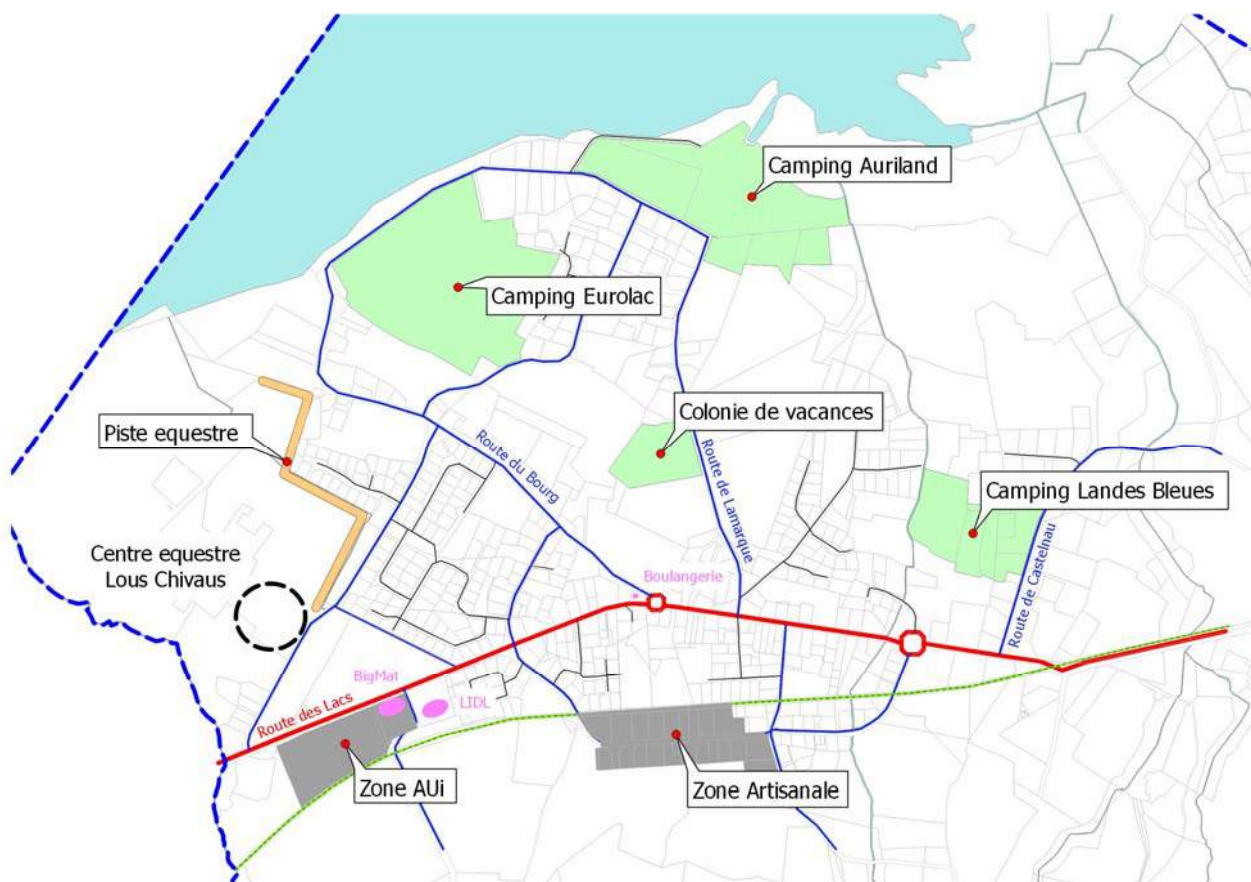 Camping Auriland
Camping Eurolac
Colonie de vacances
Piste equestre
Route du Bourg
Route de Lamarque
Camping Landes Bleues
Centre equestre
Lous Chivaus
Boulangerie
Route de Castelnau
BigMat
LIDL
Route des Lacs
Zone AUi
Zone Artisanale